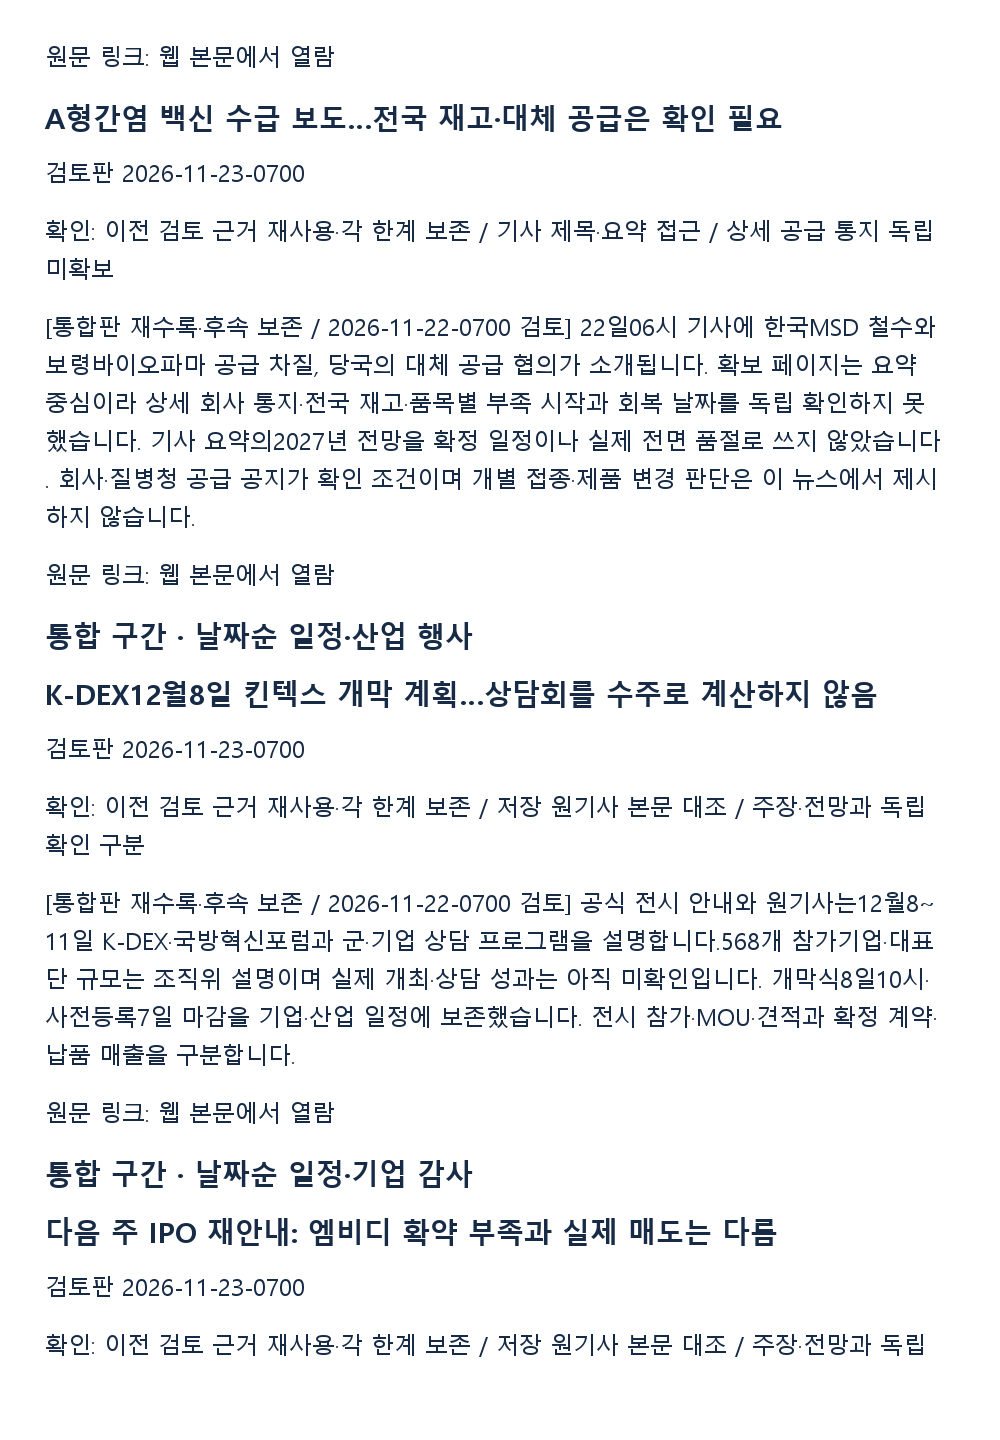 원문 링크: 웹 본문에서 열람
A형간염 백신 수급 보도…전국 재고·대체 공급은 확인 필요
검토판 2026-11-23-0700
확인: 이전 검토 근거 재사용·각 한계 보존 / 기사 제목·요약 접근 / 상세 공급 통지 독립
미확보
[통합판 재수록·후속 보존 / 2026-11-22-0700 검토] 22일06시 기사에 한국MSD 철수와
보령바이오파마 공급 차질, 당국의 대체 공급 협의가 소개됩니다. 확보 페이지는 요약
중심이라 상세 회사 통지·전국 재고·품목별 부족 시작과 회복 날짜를 독립 확인하지 못
했습니다. 기사 요약의2027년 전망을 확정 일정이나 실제 전면 품절로 쓰지 않았습니다
. 회사·질병청 공급 공지가 확인 조건이며 개별 접종·제품 변경 판단은 이 뉴스에서 제시
하지 않습니다.
원문 링크: 웹 본문에서 열람
통합 구간 · 날짜순 일정·산업 행사
K-DEX12월8일 킨텍스 개막 계획…상담회를 수주로 계산하지 않음
검토판 2026-11-23-0700
확인: 이전 검토 근거 재사용·각 한계 보존 / 저장 원기사 본문 대조 / 주장·전망과 독립
확인 구분
[통합판 재수록·후속 보존 / 2026-11-22-0700 검토] 공식 전시 안내와 원기사는12월8~
11일 K-DEX·국방혁신포럼과 군·기업 상담 프로그램을 설명합니다.568개 참가기업·대표
단 규모는 조직위 설명이며 실제 개최·상담 성과는 아직 미확인입니다. 개막식8일10시·
사전등록7일 마감을 기업·산업 일정에 보존했습니다. 전시 참가·MOU·견적과 확정 계약·
납품 매출을 구분합니다.
원문 링크: 웹 본문에서 열람
통합 구간 · 날짜순 일정·기업 감사
다음 주 IPO 재안내: 엠비디 확약 부족과 실제 매도는 다름
검토판 2026-11-23-0700
확인: 이전 검토 근거 재사용·각 한계 보존 / 저장 원기사 본문 대조 / 주장·전망과 독립